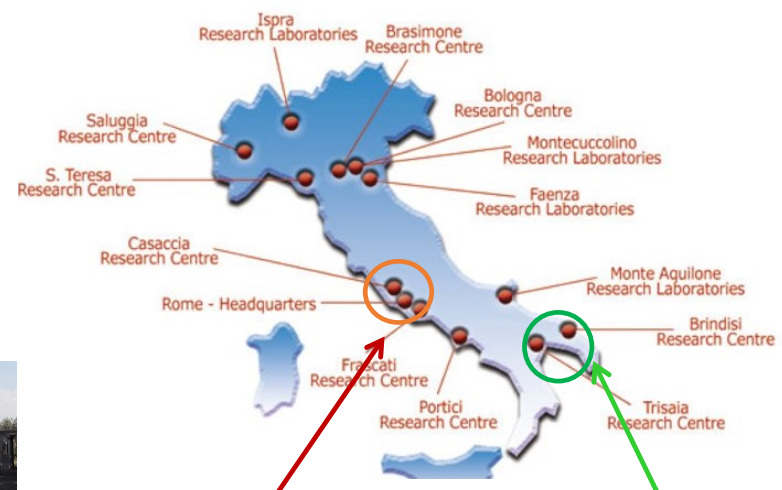 Ispra
Research Laboratories
Brasimone
Research Centre
Bologna
Research Centre
Saluggia
Research Centre
Montecuccolino
Research Laboratories
S. Teresa
Research Centre
Faenza
Research Laboratories
Casaccia
Research Centre
Monte Aquilone
Research Laboratories
Rome - Headquarters
Brindisi
Research Centre
Frascati
Research Centre
Portici
Research Centre
Trisaia
Research Centre